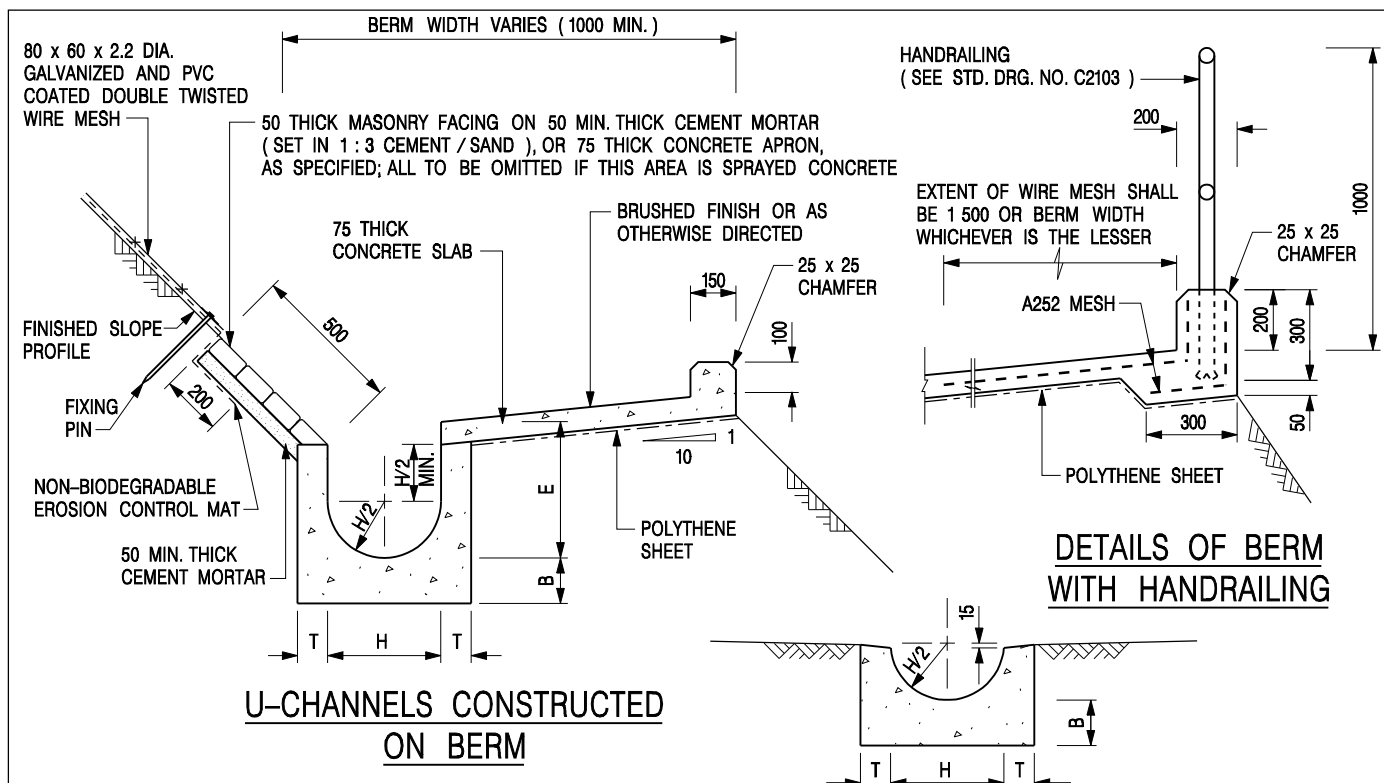 BERM WIDTH VARIES ( 1000 MIN. )
80 x 60 x 2.2 DIA.
GALVANIZED AND PVC
COATED DOUBLE TWISTED
WIRE MESH
50 THICK MASONRY FACING ON 50 MIN. THICK CEMENT MORTAR
( SET IN 1 : 3 CEMENT / SAND ), OR 75 THICK CONCRETE APRON,
AS SPECIFIED; ALL TO BE OMITTED IF THIS AREA IS SPRAYED CONCRETE
75 THICK
CONCRETE SLAB
BRUSHED FINISH OR AS
OTHERWISE DIRECTED
25 x 25
CHAMFER
150
100
500
FINISHED SLOPE
PROFILE
200
FIXING
PIN
NON-BIODEGRADABLE
EROSION CONTROL MAT
50 MIN. THICK
CEMENT MORTAR
H/2
MIN.
H/2
E
B
1
10
POLYTHENE
SHEET
T
H
T
U-CHANNELS CONSTRUCTED
ON BERM
HANDRAILING
( SEE STD. DRG. NO. C2103 )
200
1000
EXTENT OF WIRE MESH SHALL
BE 1 500 OR BERM WIDTH
WHICHEVER IS THE LESSER
25 x 25
CHAMFER
A252 MESH
200
300
50
300
POLYTHENE SHEET
DETAILS OF BERM
WITH HANDRAILING
15
H/2
B
T
H
T